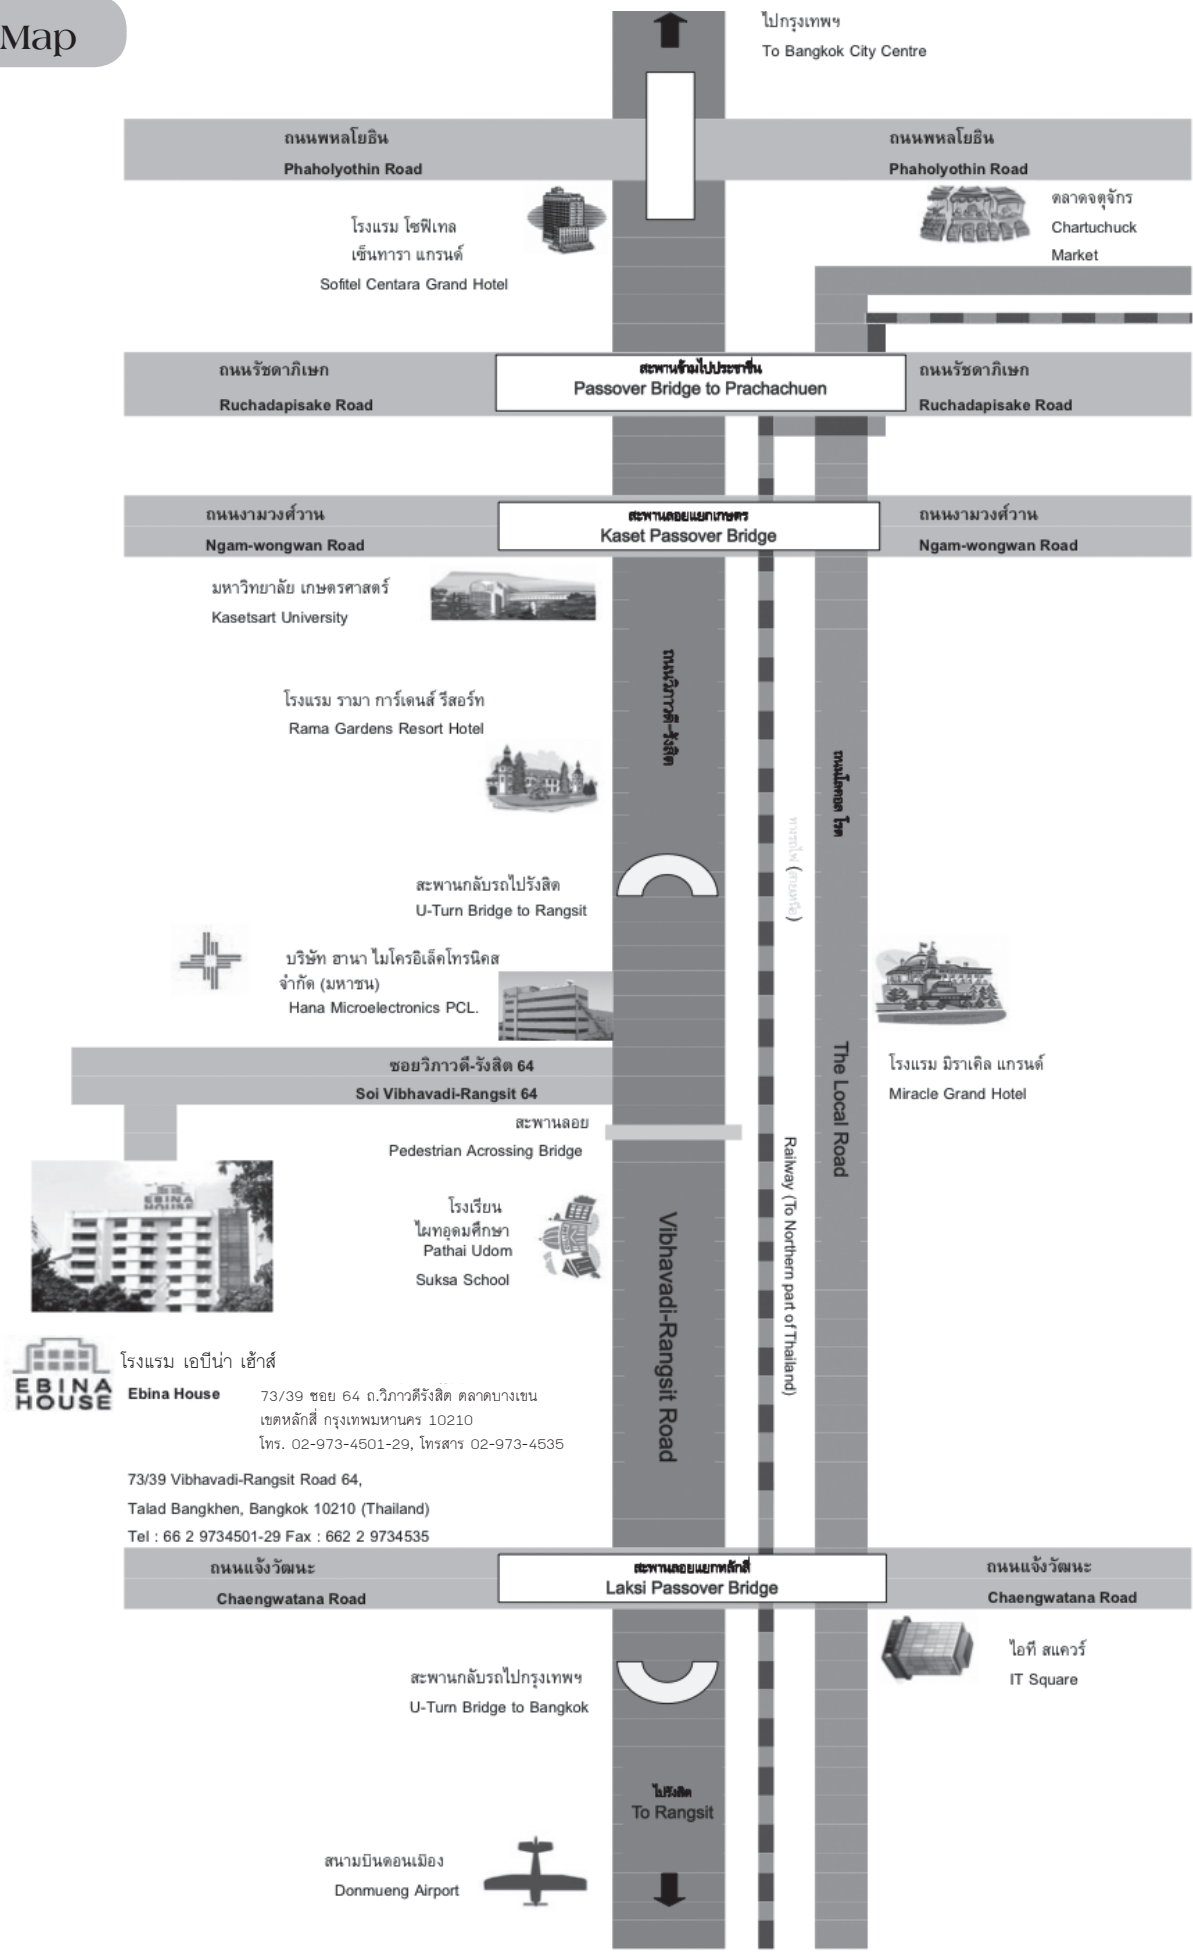 Map
ไปกรุงเทพฯ
To Bangkok City Centre
ถนนพหลโยธิน
Phaholyothin Road
ถนนพหลโยธิน
Phaholyothin Road
โรงแรม โซฟิเทล
เซ็นทารา แกรนด์
Sofitel Centara Grand Hotel
ตลาดจตุจักร
Chartuchuck
Market
ถนนรัชดาภิเษก
Ruchadapisake Road
สะพานข้ามไปประชาชื่น
Passover Bridge to Prachachuen
ถนนรัชดาภิเษก
Ruchadapisake Road
ถนนงามวงศ์วาน
Ngam-wongwan Road
สะพานลอยแยกเกษตร
Kaset Passover Bridge
ถนนงามวงศ์วาน
Ngam-wongwan Road
มหาวิทยาลัย เกษตรศาสตร์
Kasetsart University
ถนนวิภาวดี-รังสิต
โรงแรม รามา การ์เดนส์ รีสอร์ท
Rama Gardens Resort Hotel
ถนนโลคอล โรด
ทางรถไฟ (สายเหนือ)
สะพานกลับรถไปรังสิต
U-Turn Bridge to Rangsit
บริษัท ฮานา ไมโครอิเล็คโทรนิคส
จำกัด (มหาชน)
Hana Microelectronics PCL.
ซอยวิภาวดี-รังสิต 64
Soi Vibhavadi-Rangsit 64
The Local Road
โรงแรม มิราเคิล แกรนด์
Miracle Grand Hotel
สะพานลอย
Pedestrian Acrossing Bridge
Railway (To Northern part of Thailand)
EBINA
HOUSE
โรงเรียน
ไผทอุดมศึกษา
Pathai Udom
Suksa School
Vibhavadi-Rangsit Road
EBINA
HOUSE
โรงแรม เอบีน่า เฮ้าส์
Ebina House
73/39 ซอย 64 ถ.วิภาวดีรังสิต ตลาดบางเขน
เขตหลักสี่ กรุงเทพมหานคร 10210
โทร. 02-973-4501-29, โทรสาร 02-973-4535
73/39 Vibhavadi-Rangsit Road 64,
Talad Bangkhen, Bangkok 10210 (Thailand)
Tel : 66 2 9734501-29 Fax : 662 2 9734535
ถนนแจ้งวัฒนะ
Chaengwatana Road
สะพานลอยแยกหลักสี่
Laksi Passover Bridge
ถนนแจ้งวัฒนะ
Chaengwatana Road
ไอที สแควร์
IT Square
สะพานกลับรถไปกรุงเทพฯ
U-Turn Bridge to Bangkok
ไปรังสิต
To Rangsit
สนามบินดอนเมือง
Donmueng Airport